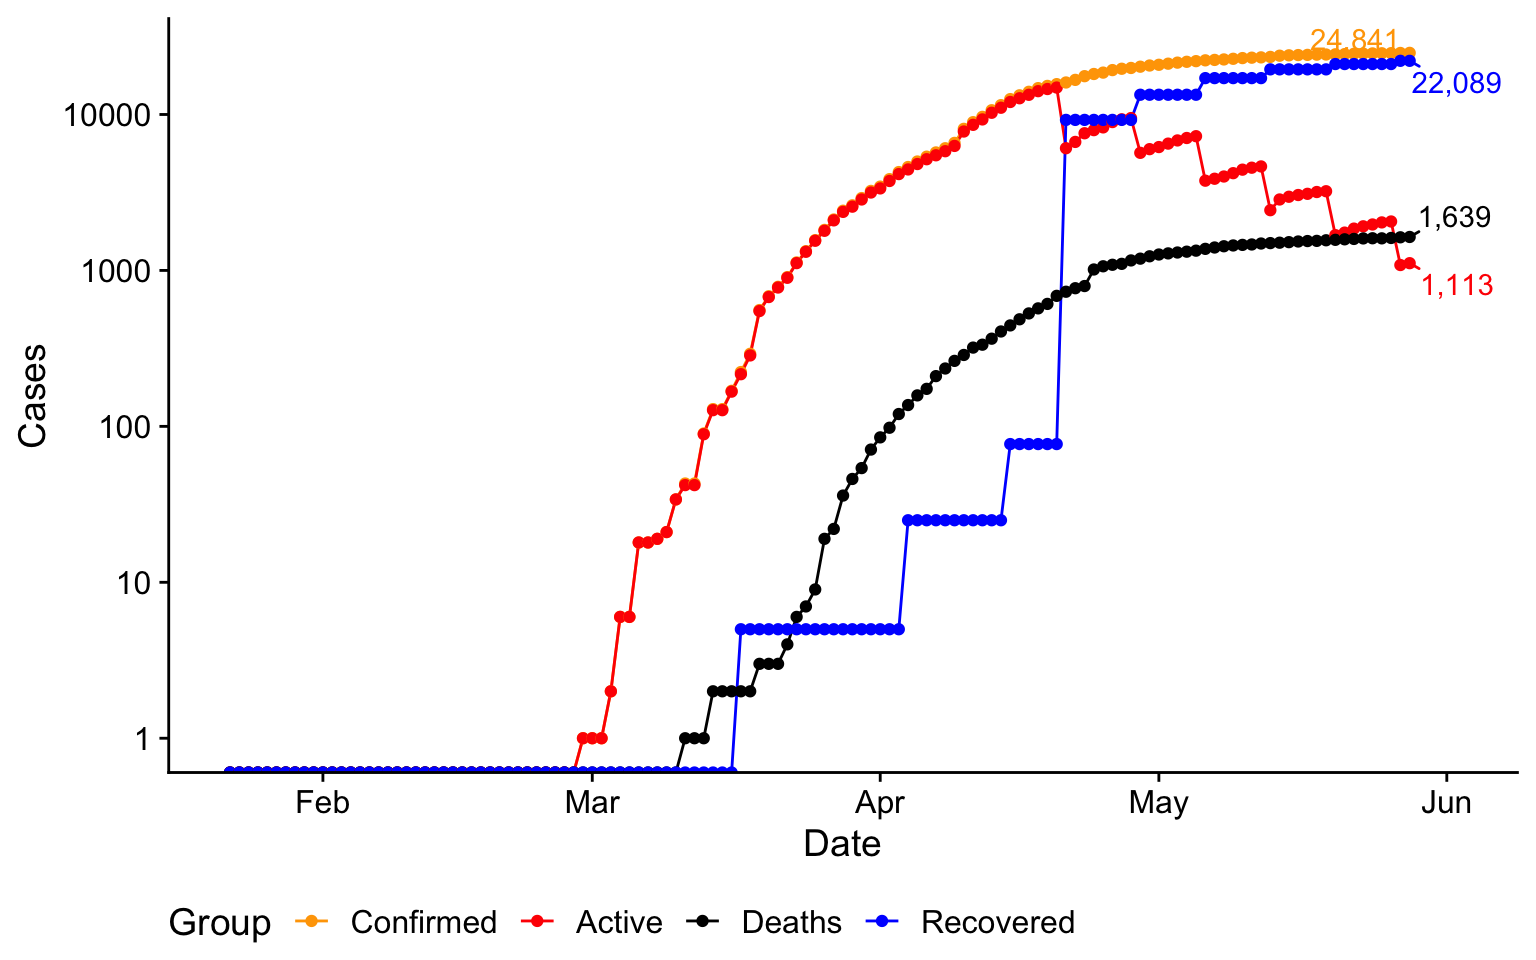 24,841
22,089
10000
1,639
1000
1,113
Cases
100
10
1
Feb Mar Apr May Jun
Date
Group Confirmed Active Deaths Recovered